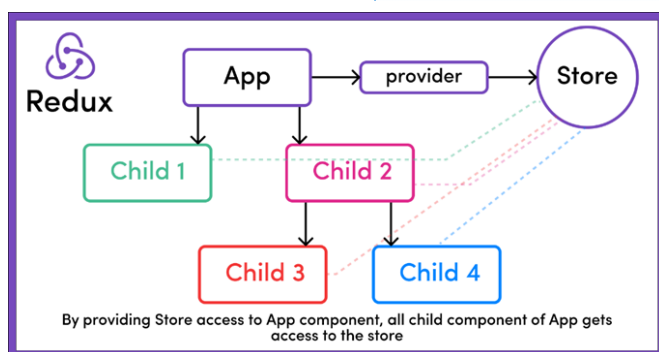 Redux
App
provider
Store
Child 1
Child 2
Child 3
Child 4
By providing Store access to App component, all child component of App gets
access to the store